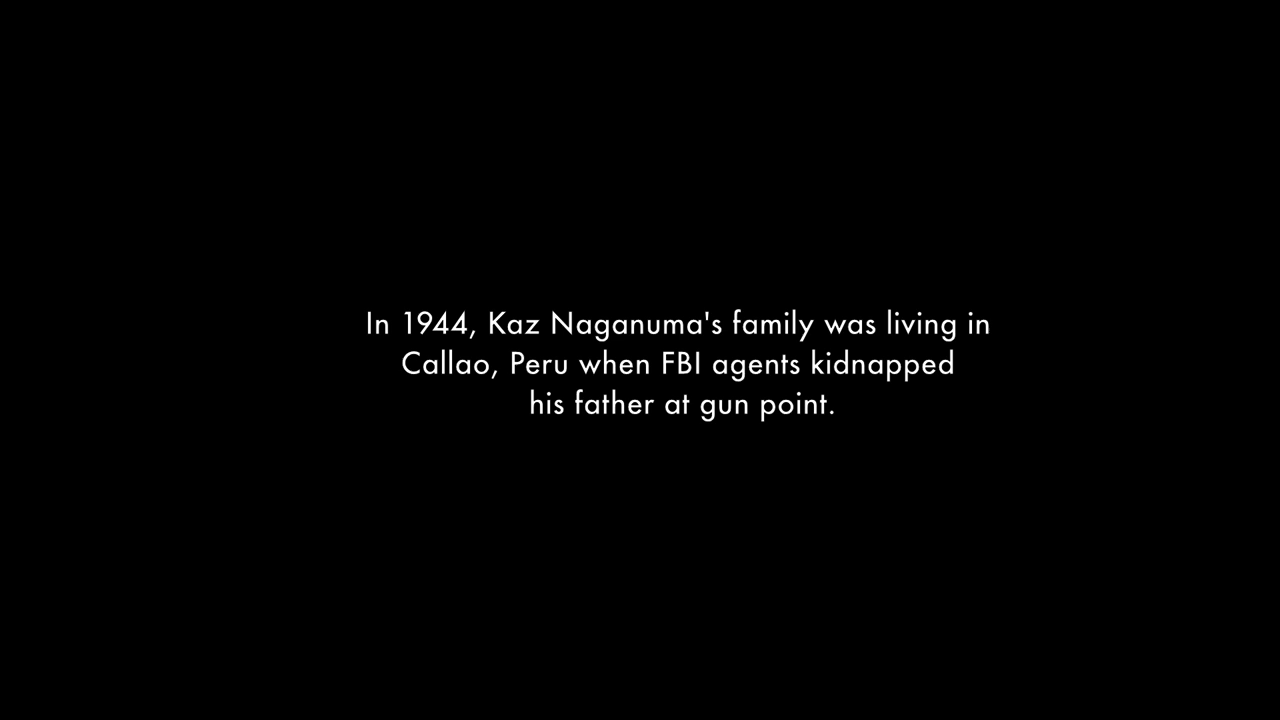 In 1944, Kaz Naganuma's family was living in
Callao, Peru when FBI agents kidnapped
his father at gun point.